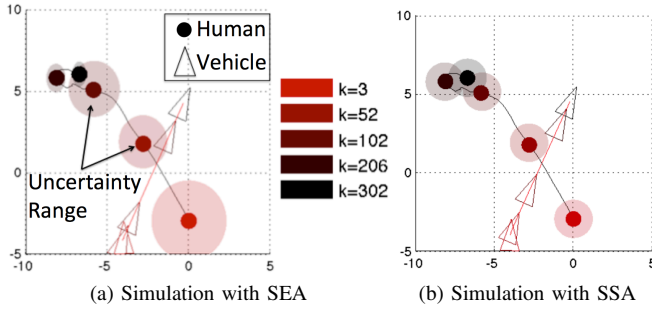 10
5
0
-5
-10
-5
0
5
Human
Vehicle
Uncertainty
Range
k=3
k=52
k=102
k=206
k=302
10
5
0
-5
-10
-5
0
5
(a) Simulation with SEA
(b) Simulation with SSA